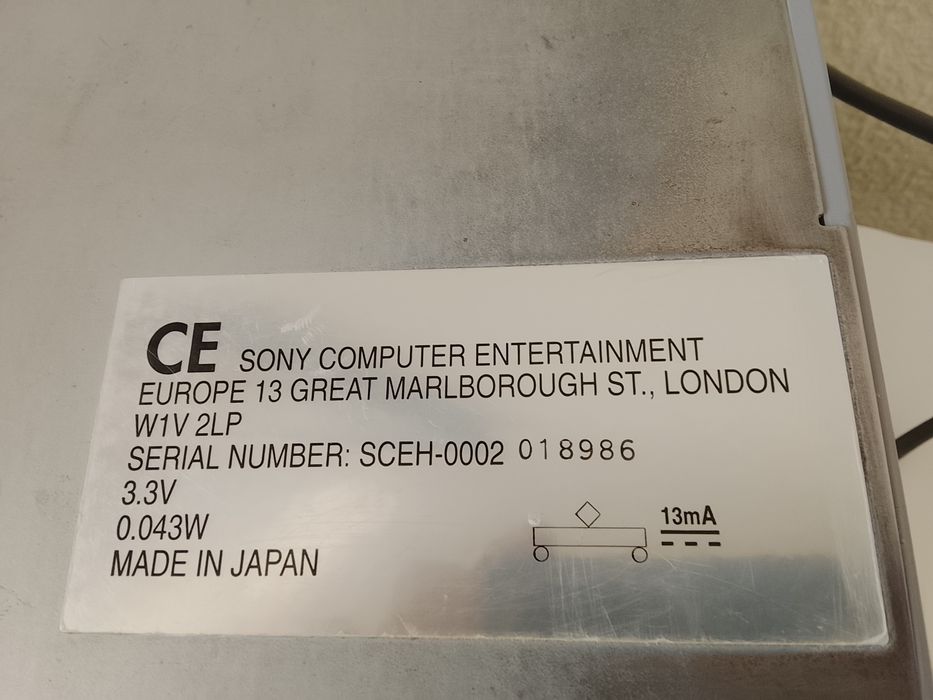 CE SONY COMPUTER ENTERTAINMENT
EUROPE 13 GREAT MARLBOROUGH ST., LONDON
W1V 2LP
SERIAL NUMBER: SCEH-0002 018986
3.3V
0.043W
13mA
MADE IN JAPAN